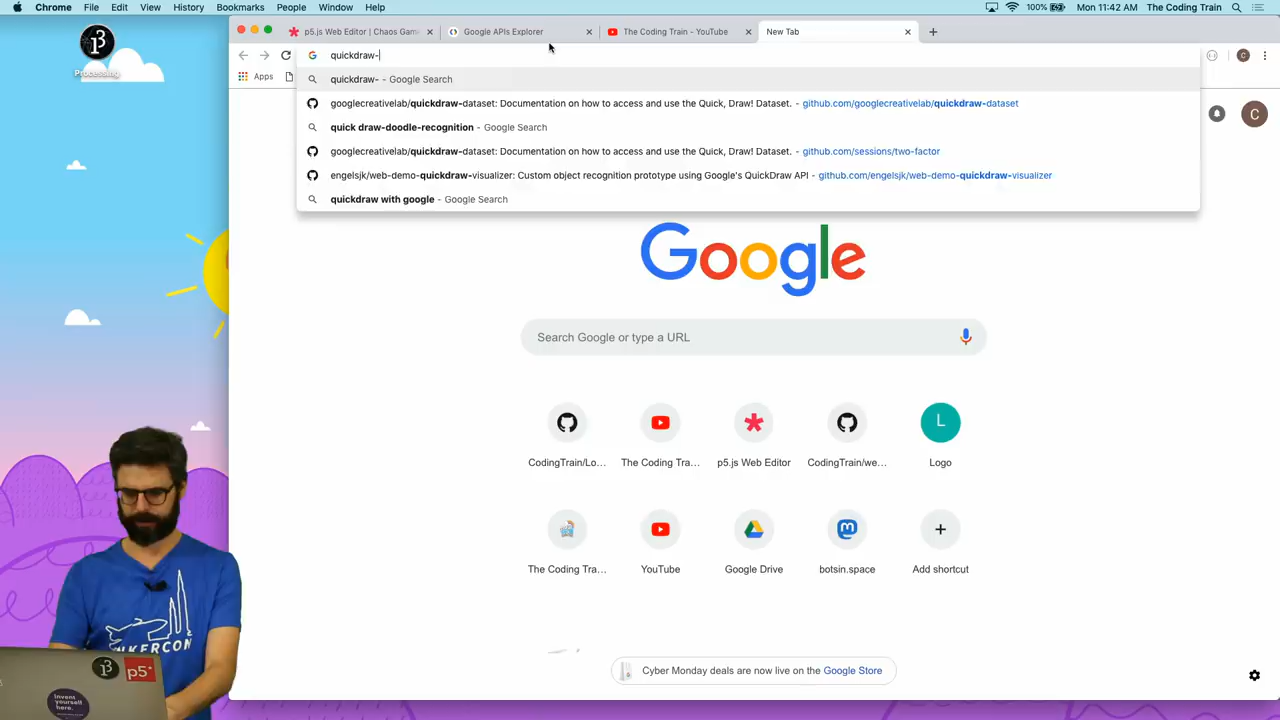 Chrome File Edit View History Bookmarks People Window Help 100% Mon 11:42 AM The Coding Train
p5.js Web Editor | Chaos Gam
Google APIs Explorer
The Coding Train - YouTube
New Tab
quickdraw-
Apps
quickdraw- - Google Search
googlecreativelab/quickdraw-dataset: Documentation on how to access and use the Quick, Draw! Dataset. - github.com/googlecreativelab/quickdraw-dataset
quick draw-doodle-recognition - Google Search
googlecreativelab/quickdraw-dataset: Documentation on how to access and use the Quick, Draw! Dataset. - github.com/sessions/two-factor
engelsjk/web-demo-quickdraw-visualizer: Custom object recognition prototype using Google's QuickDraw API - github.com/engelsjk/web-demo-quickdraw-visualizer
quickdraw with google - Google Search
Processing
C
Google
Search Google or type a URL
L
CodingTrain/Lo... The Coding Tra... p5.js Web Editor CodingTrain/we... Logo
The Coding Tra... YouTube Google Drive botsin.space Add shortcut
Cyber Monday deals are now live on the Google Store
NKERCON
p5*
Invent
yourself
here.